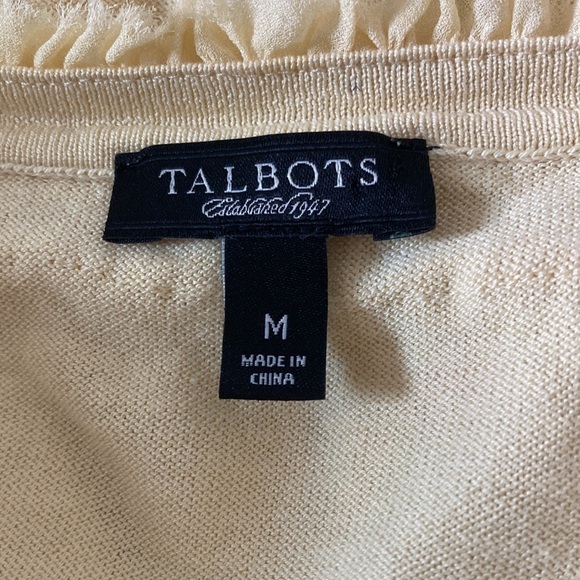 TALBOTS
Established 1947
M
MADE IN
CHINA